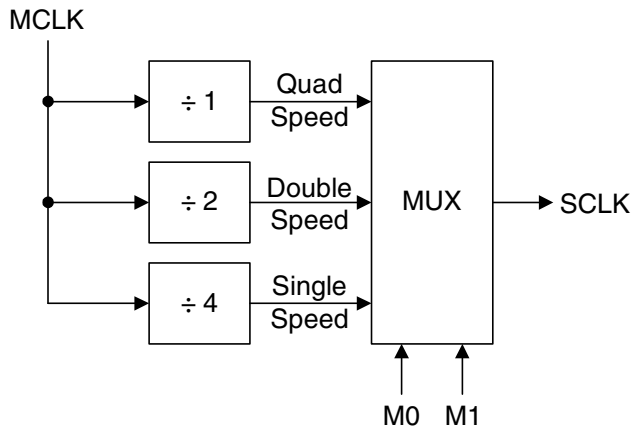 MCLK
÷ 1
Quad
Speed
÷ 2
Double
Speed
MUX
SCLK
÷ 4
Single
Speed
M0 M1